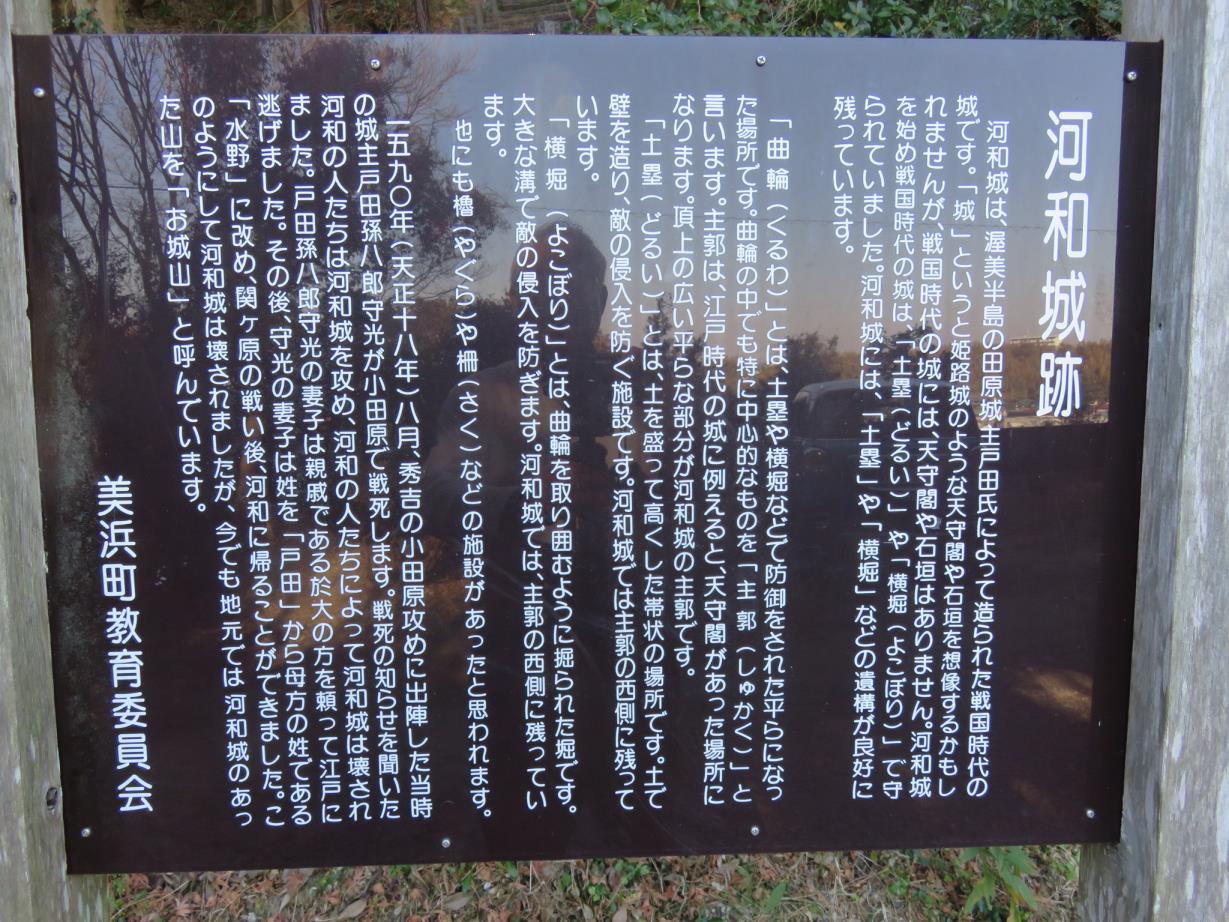 河和城跡
河和城は、渥美半島の田原城主戸田氏によって造られた戦国時代の
城です。「城」というと姫路城のような天守閣や石垣を想像するかもし
れませんが、戦国時代の城には、天守閣や石垣はありません。河和城
を始め戦国時代の城は、「土塁(どるい)」や「横堀(よこぼり)」で守
られていました。河和城には、「土塁」や「横堀」などの遺構が良好に
残っています。
「曲輪(くるわ)」とは、土塁や横堀などで防御をされた平らになっ
た場所です。曲輪の中でも特に中心的なものを「主郭(しゅかく)」と
言います。主郭は、江戸時代の城に例えると、天守閣があった場所に
なります。頂上の広い平らな部分が河和城の主郭です。
「土塁(どるい)」とは、土を盛って高くした帯状の場所です。土で
壁を造り、敵の侵入を防ぐ施設です。河和城では主郭の西側に残って
います。
「横堀(よこぼり)」とは、曲輪を取り囲むように掘られた堀です。
大きな溝で敵の侵入を防ぎます。河和城では、主郭の西側に残ってい
ます。
也にも櫓(やぐら)や柵(さく)などの施設があったと思われます。
一五九〇年(天正十八年)八月、秀吉の小田原攻めに出陣した当時
の城主戸田孫八郎守光が小田原で戦死します。戦死の知らせを聞いた
河和の人たちは河和城を攻め、河和の人たちによって河和城は壊され
ました。戸田孫八郎守光の妻子は親戚である於大の方を頼って江戸に
逃げました。その後、守光の妻子は姓を「戸田」から母方の姓である
「水野」に改め、関ヶ原の戦い後、河和に帰ることができました。こ
のようにして河和城は壊されましたが、今でも地元では河和城のあっ
た山を「お城山」と呼んでいます。
美浜町教育委員会